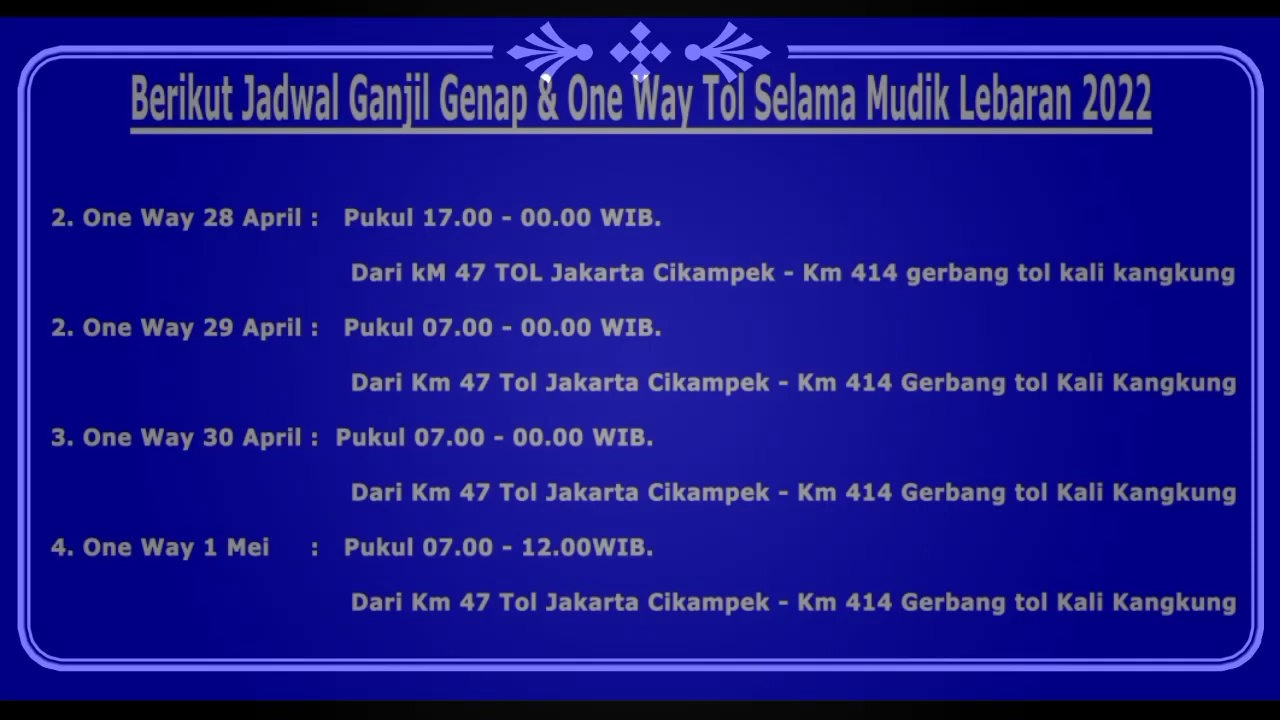 Berikut Jadwal Ganjil Genap & One Way Tol Selama Mudik Lebaran 2022
2. One Way 28 April : Pukul 17.00 - 00.00 WIB.
Dari kM 47 TOL Jakarta Cikampek - Km 414 gerbang tol kali kangkung
2. One Way 29 April : Pukul 07.00 - 00.00 WIB.
Dari Km 47 Tol Jakarta Cikampek - Km 414 Gerbang tol Kali Kangkung
3. One Way 30 April : Pukul 07.00 - 00.00 WIB.
Dari Km 47 Tol Jakarta Cikampek - Km 414 Gerbang tol Kali Kangkung
4. One Way 1 Mei : Pukul 07.00 - 12.00WIB.
Dari Km 47 Tol Jakarta Cikampek - Km 414 Gerbang tol Kali Kangkung